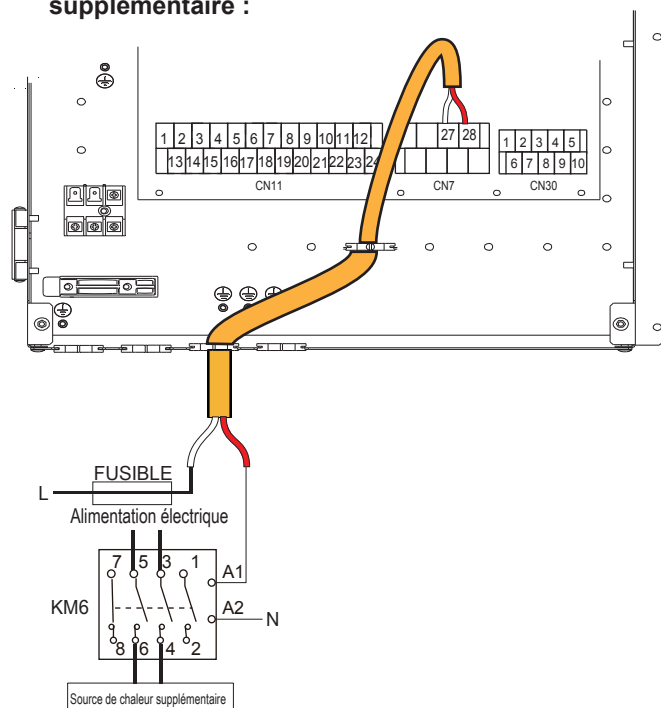 supplémentaire :
1 2 3 4 5 6 7 8 9 10 11 12
13 14 15 16 17 18 19 20 21 22 23 24
CN11
27 28
CN7
1 2 3 4 5
6 7 8 9 10
CN30
FUSIBLE
L
Alimentation électrique
7 5 3 1
A1
KM6
A2 N
8 6 4 2
Source de chaleur supplémentaire